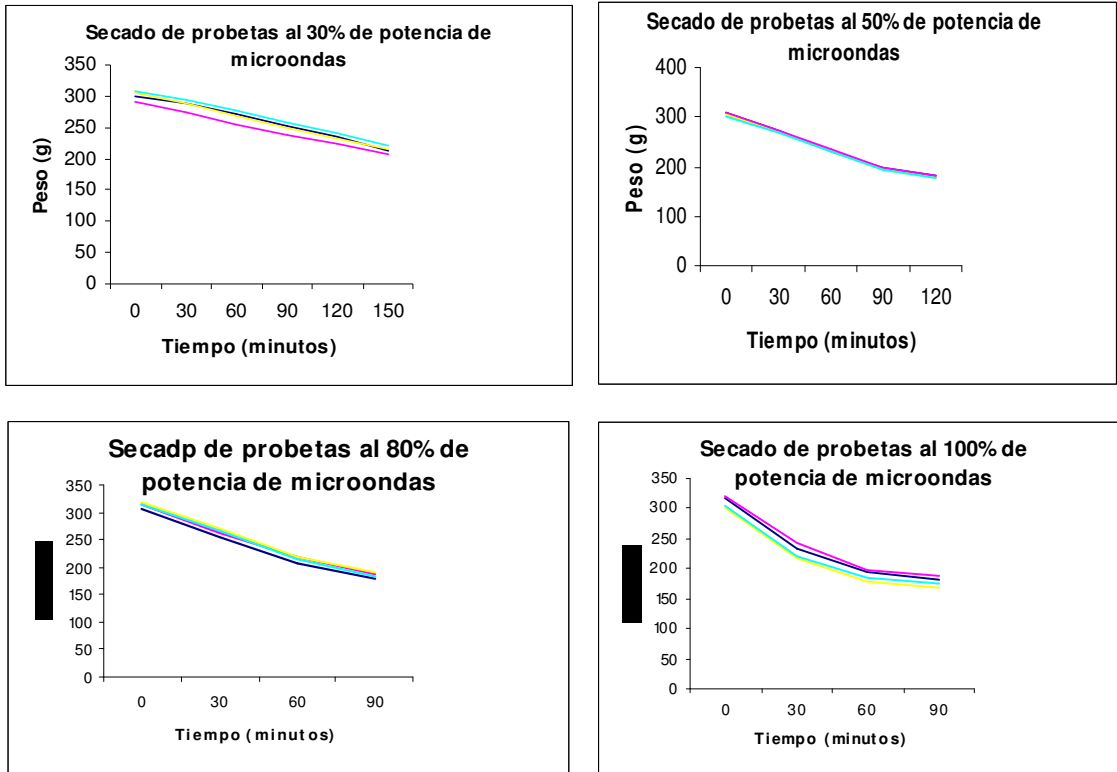 Secado de probetas al 30% de potencia de
microondas
350
300
250
200
150
100
50
0
Peso (g)
0 30 60 90 120 150
Tiempo (minutos)
Secado de probetas al 50% de potencia de
microondas
400
300
200
100
0
Peso (g)
0 30 60 90 120
Tiempo (minutos)
Secadp de probetas al 80% de
potencia de microondas
350
300
250
200
150
100
50
0
0 30 60 90
Tiempo (minutos)
Secado de probetas al 100% de
potencia de microondas
350
300
250
200
150
100
50
0
0 30 60 90
Tiempo (minutos)